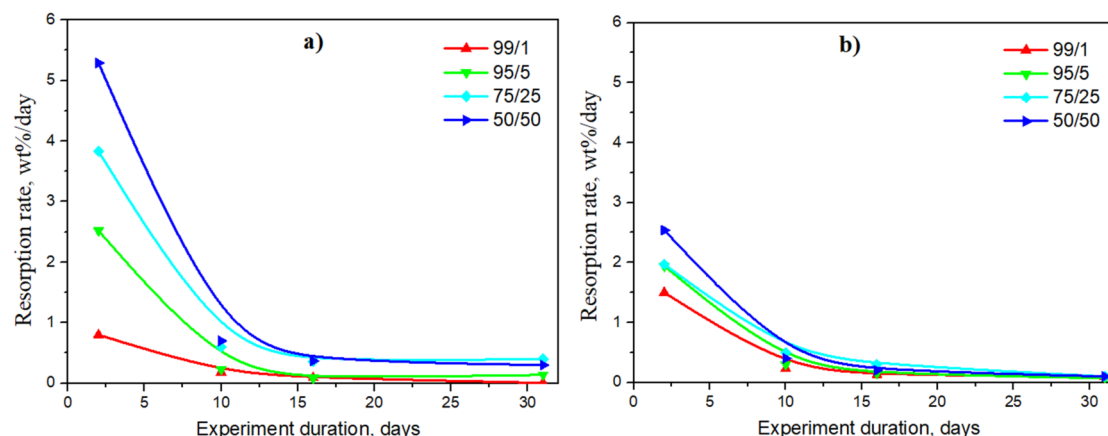 a)
99/1
95/5
75/25
50/50
6
5
4
3
2
1
0
Resorption rate, wt%/day
0 5 10 15 20 25 30
Experiment duration, days
b)
99/1
95/5
75/25
50/50
6
5
4
3
2
1
0
Resorption rate, wt%/day
0 5 10 15 20 25 30
Experiment duration, days